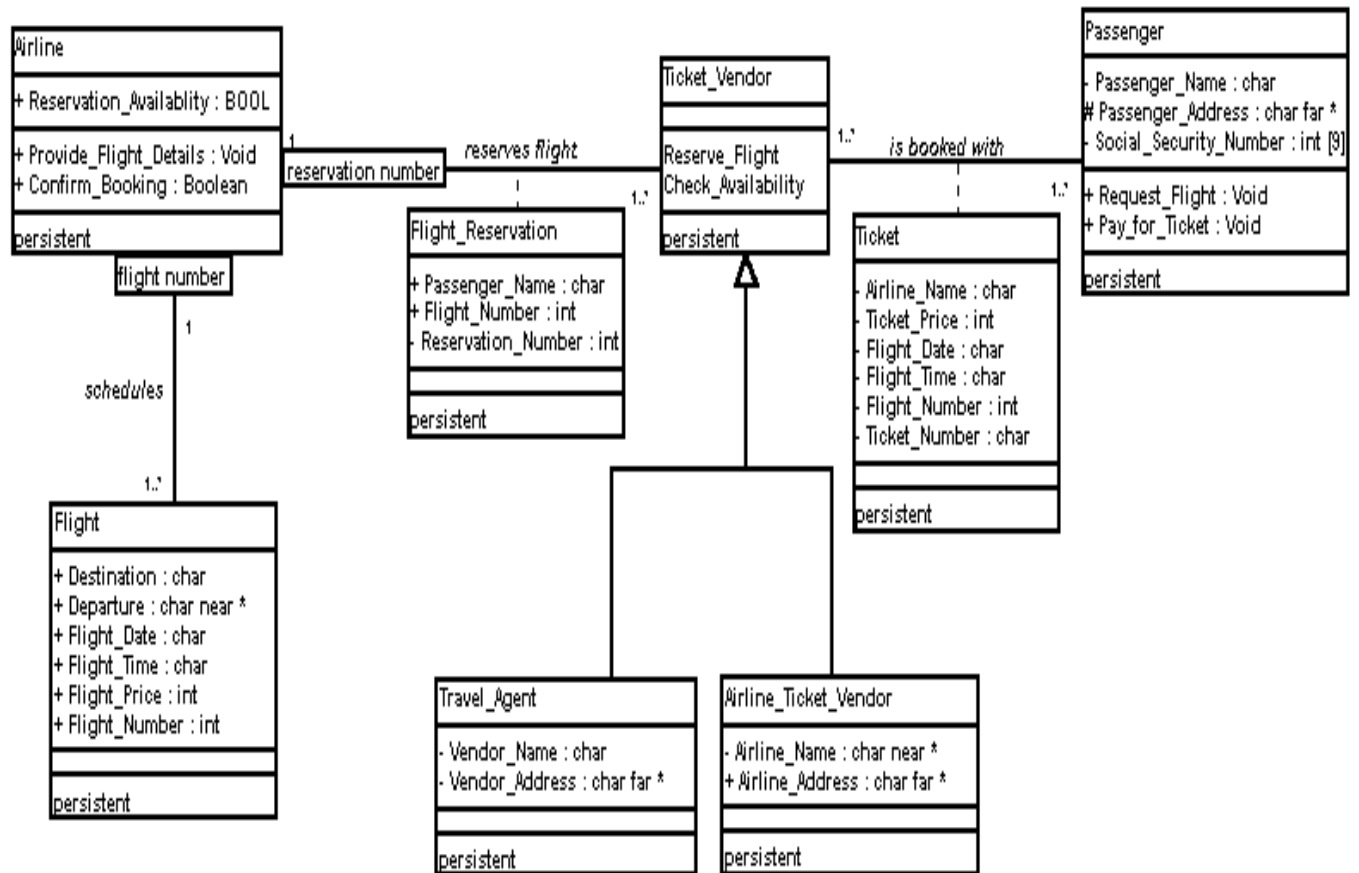 Airline
+ Reservation_Availablity : BOOL
+ Provide_Flight_Details : Void
+ Confirm_Booking : Boolean
persistent
reservation number
flight number
1
reserves flight
1..*
Ticket_Vendor
Reserve_Flight
Check_Availability
persistent
1..*
is booked with
1..*
Passenger
- Passenger_Name : char
# Passenger_Address : char far *
- Social_Security_Number : int [9]
+ Request_Flight : Void
+ Pay_for_Ticket : Void
persistent
Flight_Reservation
+ Passenger_Name : char
+ Flight_Number : int
- Reservation_Number : int
persistent
Ticket
- Airline_Name : char
- Ticket_Price : int
- Flight_Date : char
- Flight_Time : char
- Flight_Number : int
- Ticket_Number : char
persistent
1
schedules
1..*
Flight
+ Destination : char
+ Departure : char near *
+ Flight_Date : char
+ Flight_Time : char
+ Flight_Price : int
+ Flight_Number : int
persistent
Travel_Agent
- Vendor_Name : char
- Vendor_Address : char far *
persistent
Airline_Ticket_Vendor
- Airline_Name : char near *
+ Airline_Address : char far *
persistent